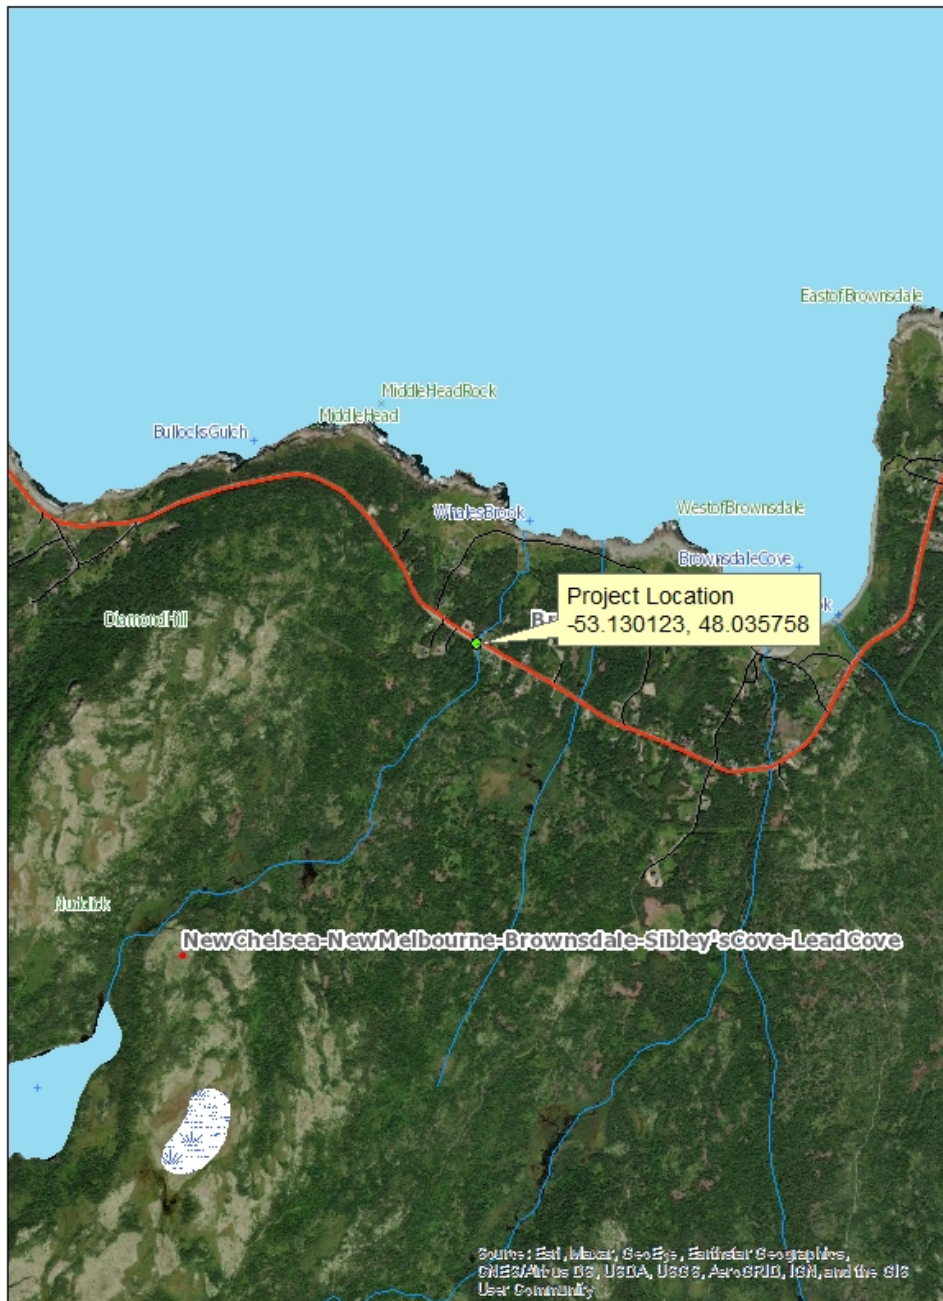 EastofBrownsdale
MiddleHeadRock
MiddleHead
BullocksGulch
WhalesBrook
WestofBrownsdale
BrownsdaleCove
Project Location
-53.130123, 48.035758
DiamondHill
NewChelsea-NewMelbourne-Brownsdale-Sibley'sCove-LeadCove
Source: Esri, Maxar, GeoEye, Earthstar Geographics,
CNES/Airbus DS, USDA, USGS, AeroGRID, IGN, and the GIS
User Community